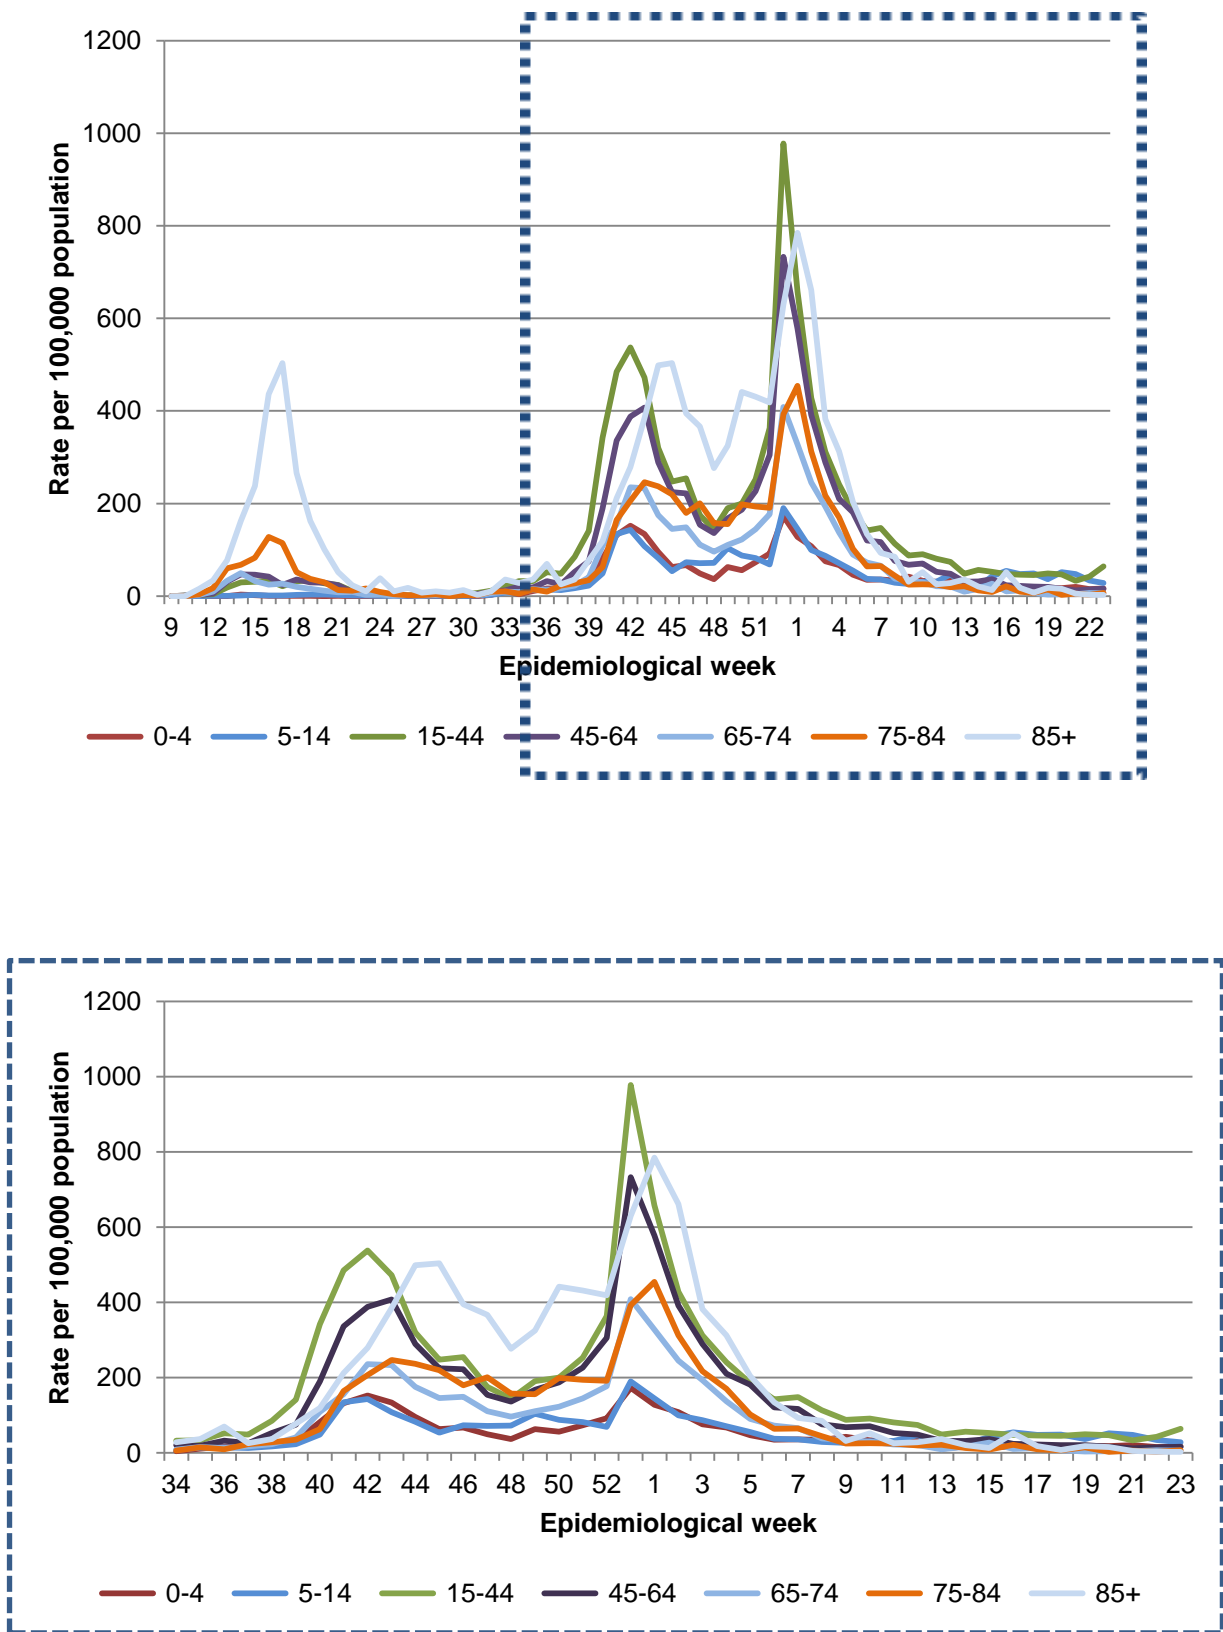 1200
1000
800
600
400
200
0
Rate per 100,000 population
9 12 15 18 21 24 27 30 33 36 39 42 45 48 51 1 4 7 10 13 16 19 22
Epidemiological week
0-4 5-14 15-44 45-64 65-74 75-84 85+
1200
1000
800
600
400
200
0
Rate per 100,000 population
34 36 38 40 42 44 46 48 50 52 1 3 5 7 9 11 13 15 17 19 21 23
Epidemiological week
0-4 5-14 15-44 45-64 65-74 75-84 85+